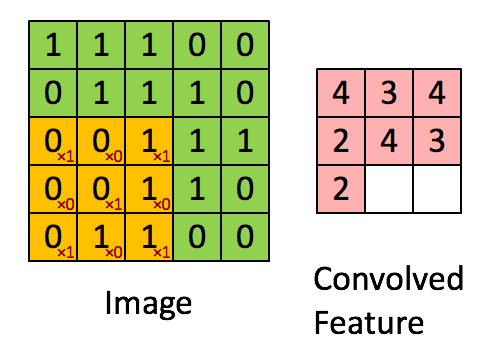 1 1 1 0 0
0 1 1 1 0
0×1 0×0 1×1 1 1
0×0 0×1 1×0 1 0
0×1 1×0 1×1 0 0
Image
4 3 4
2 4 3
2
Convolved
Feature